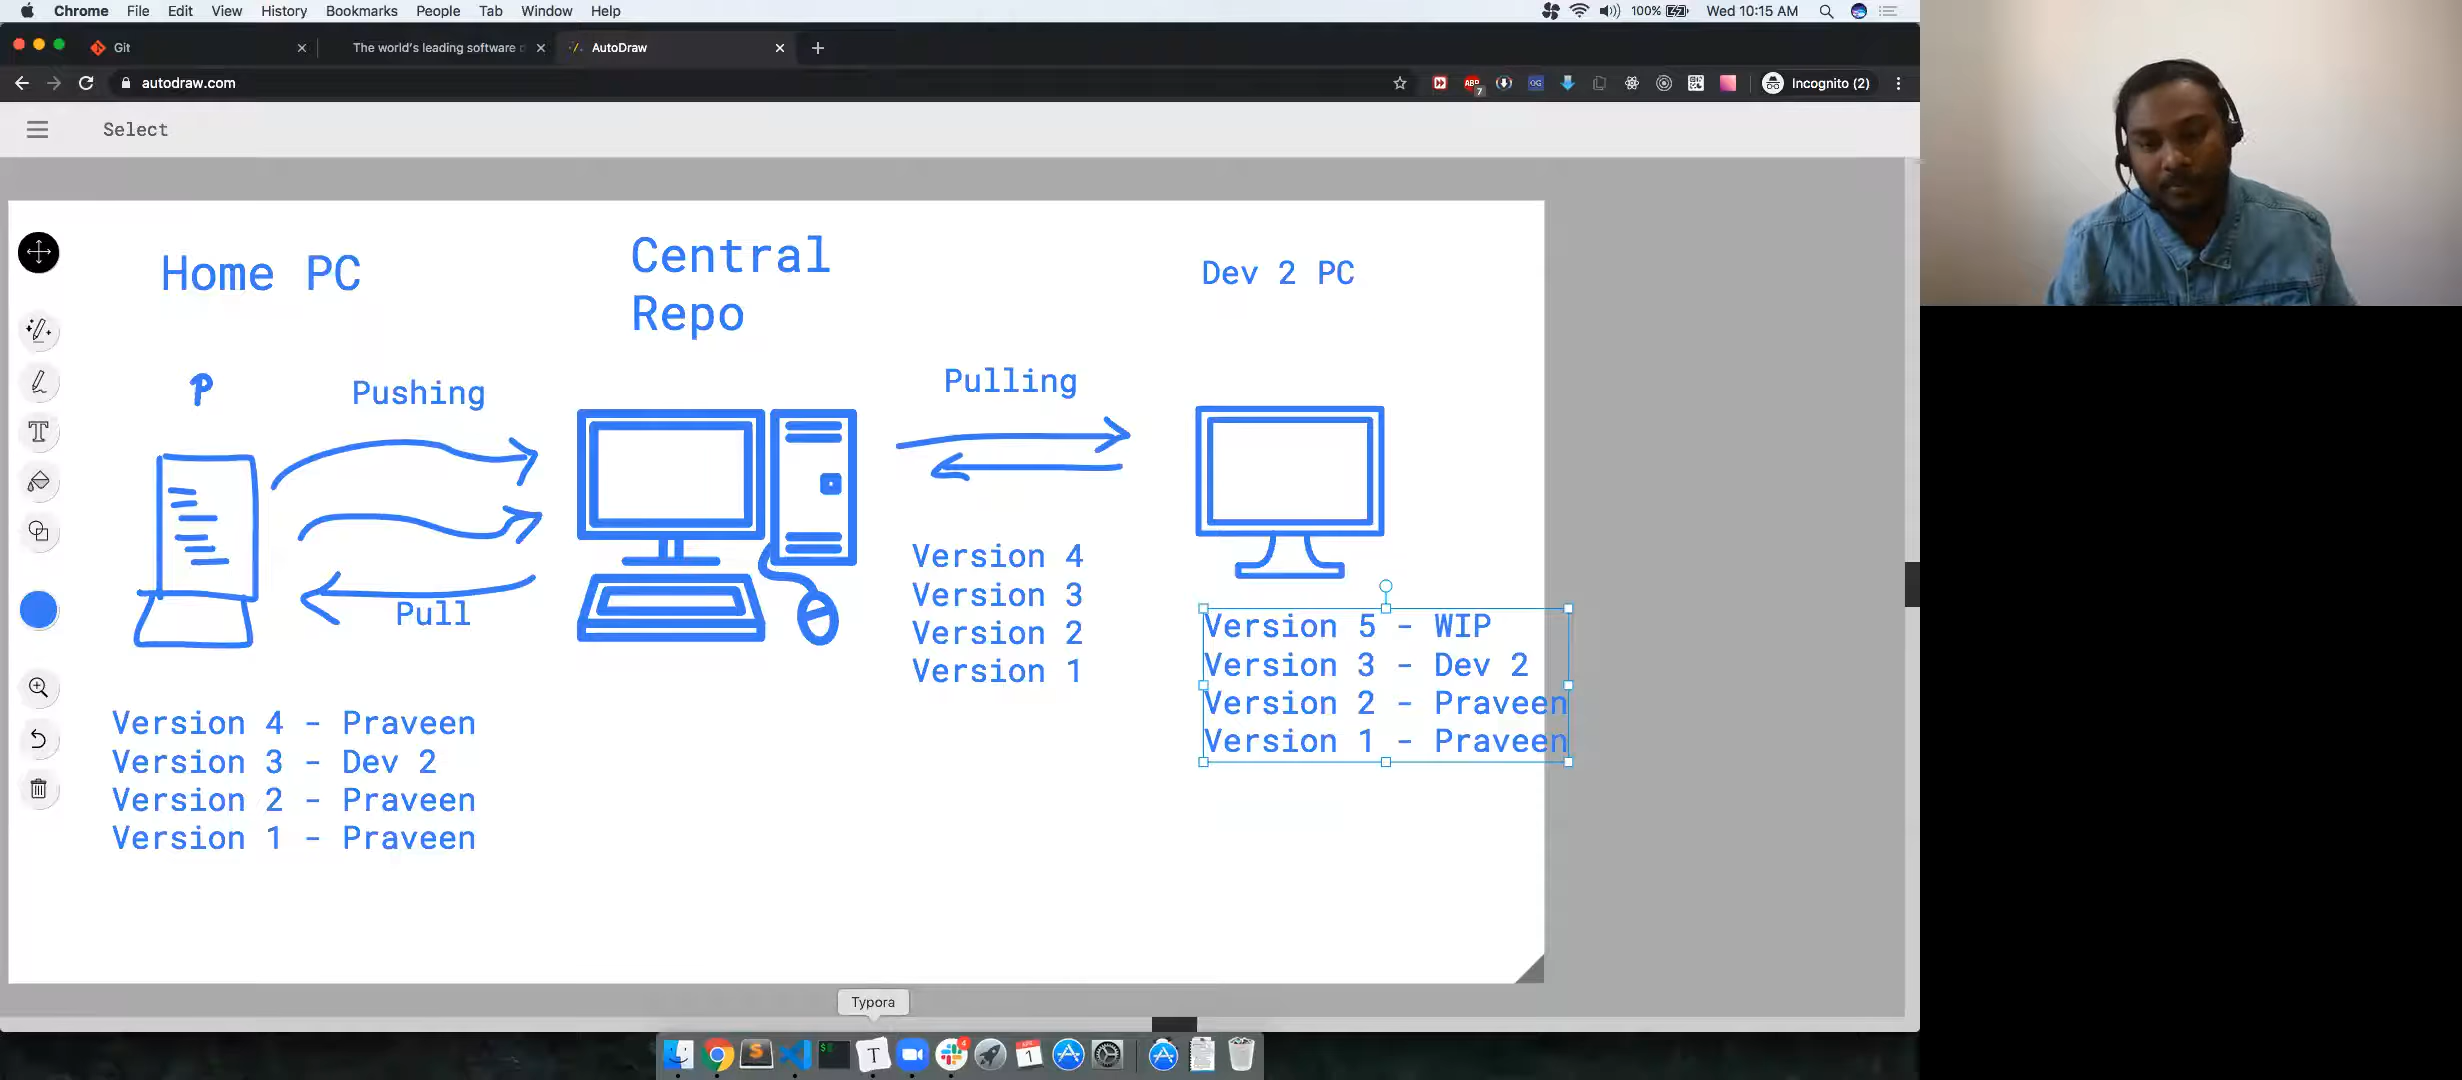 Chrome File Edit View History Bookmarks People Tab Window Help 100% Wed 10:15 AM
Git The world's leading software AutoDraw
autodraw.com ABP 7 OG Incognito (2)
Select
Home PC
Central
Repo
Dev 2 PC
P
Pushing
Pulling
Pull
Version 4
Version 3
Version 2
Version 1
Version 5 - WIP
Version 3 - Dev 2
Version 2 - Praveen
Version 1 - Praveen
Version 4 - Praveen
Version 3 - Dev 2
Version 2 - Praveen
Version 1 - Praveen
Typora